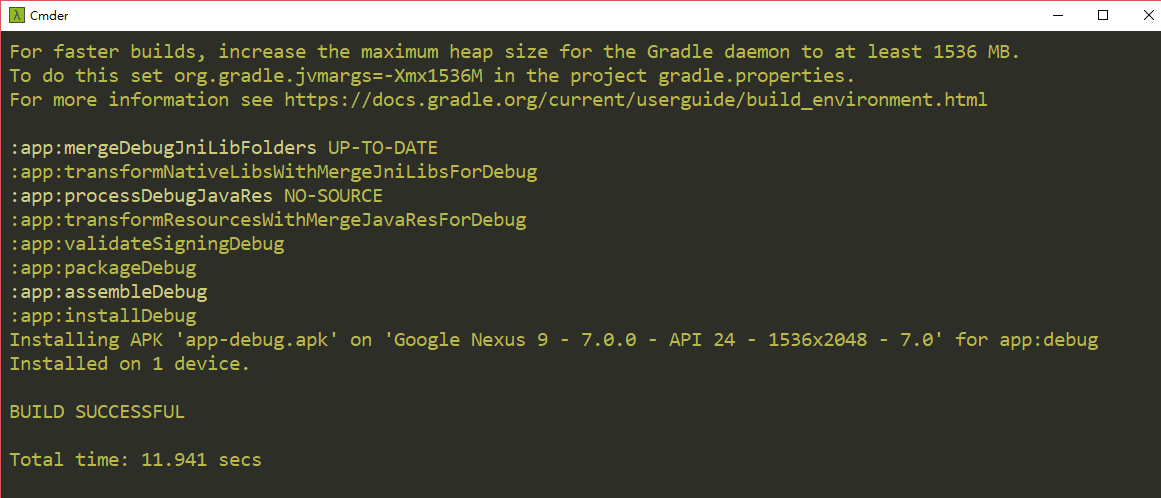 λ Cmder
For faster builds, increase the maximum heap size for the Gradle daemon to at least 1536 MB.
To do this set org.gradle.jvmargs=-Xmx1536M in the project gradle.properties.
For more information see https://docs.gradle.org/current/userguide/build_environment.html
:app:mergeDebugJniLibFolders UP-TO-DATE
:app:transformNativeLibsWithMergeJniLibsForDebug
:app:processDebugJavaRes NO-SOURCE
:app:transformResourcesWithMergeJavaResForDebug
:app:validateSigningDebug
:app:packageDebug
:app:assembleDebug
:app:installDebug
Installing APK 'app-debug.apk' on 'Google Nexus 9 - 7.0.0 - API 24 - 1536x2048 - 7.0' for app:debug
Installed on 1 device.
BUILD SUCCESSFUL
Total time: 11.941 secs